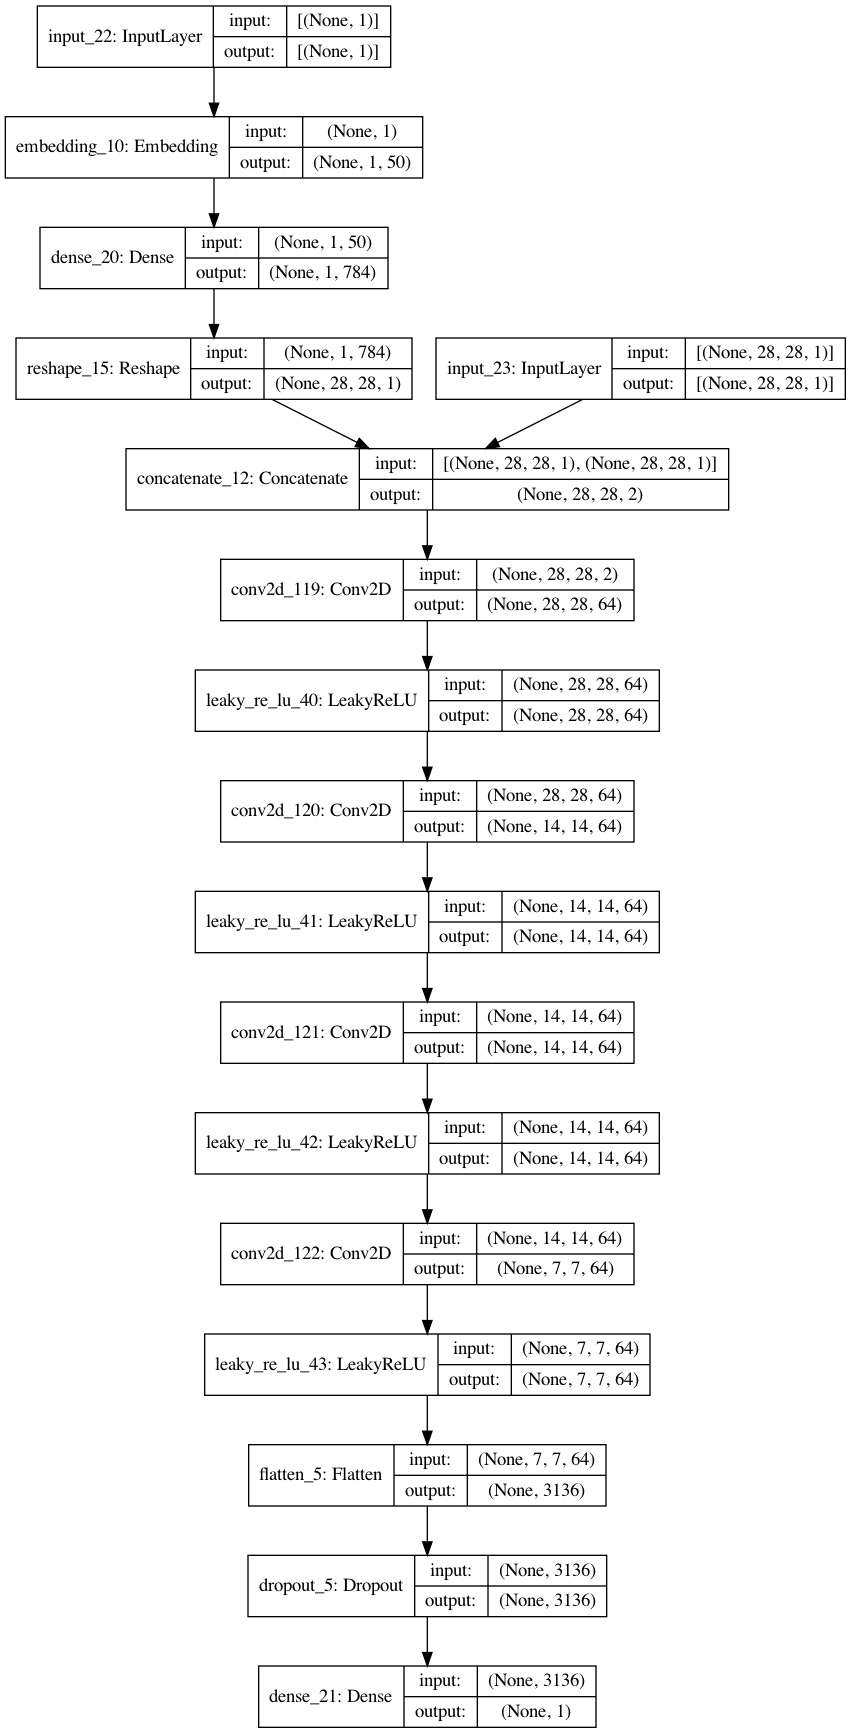 input_22: InputLayer
input: [(None, 1)]
output: [(None, 1)]
embedding_10: Embedding
input: (None, 1)
output: (None, 1, 50)
dense_20: Dense
input: (None, 1, 50)
output: (None, 1, 784)
reshape_15: Reshape
input: (None, 1, 784)
output: (None, 28, 28, 1)
input_23: InputLayer
input: [(None, 28, 28, 1)]
output: [(None, 28, 28, 1)]
concatenate_12: Concatenate
input: [(None, 28, 28, 1), (None, 28, 28, 1)]
output: (None, 28, 28, 2)
conv2d_119: Conv2D
input: (None, 28, 28, 2)
output: (None, 28, 28, 64)
leaky_re_lu_40: LeakyReLU
input: (None, 28, 28, 64)
output: (None, 28, 28, 64)
conv2d_120: Conv2D
input: (None, 28, 28, 64)
output: (None, 14, 14, 64)
leaky_re_lu_41: LeakyReLU
input: (None, 14, 14, 64)
output: (None, 14, 14, 64)
conv2d_121: Conv2D
input: (None, 14, 14, 64)
output: (None, 14, 14, 64)
leaky_re_lu_42: LeakyReLU
input: (None, 14, 14, 64)
output: (None, 14, 14, 64)
conv2d_122: Conv2D
input: (None, 14, 14, 64)
output: (None, 7, 7, 64)
leaky_re_lu_43: LeakyReLU
input: (None, 7, 7, 64)
output: (None, 7, 7, 64)
flatten_5: Flatten
input: (None, 7, 7, 64)
output: (None, 3136)
dropout_5: Dropout
input: (None, 3136)
output: (None, 3136)
dense_21: Dense
input: (None, 3136)
output: (None, 1)